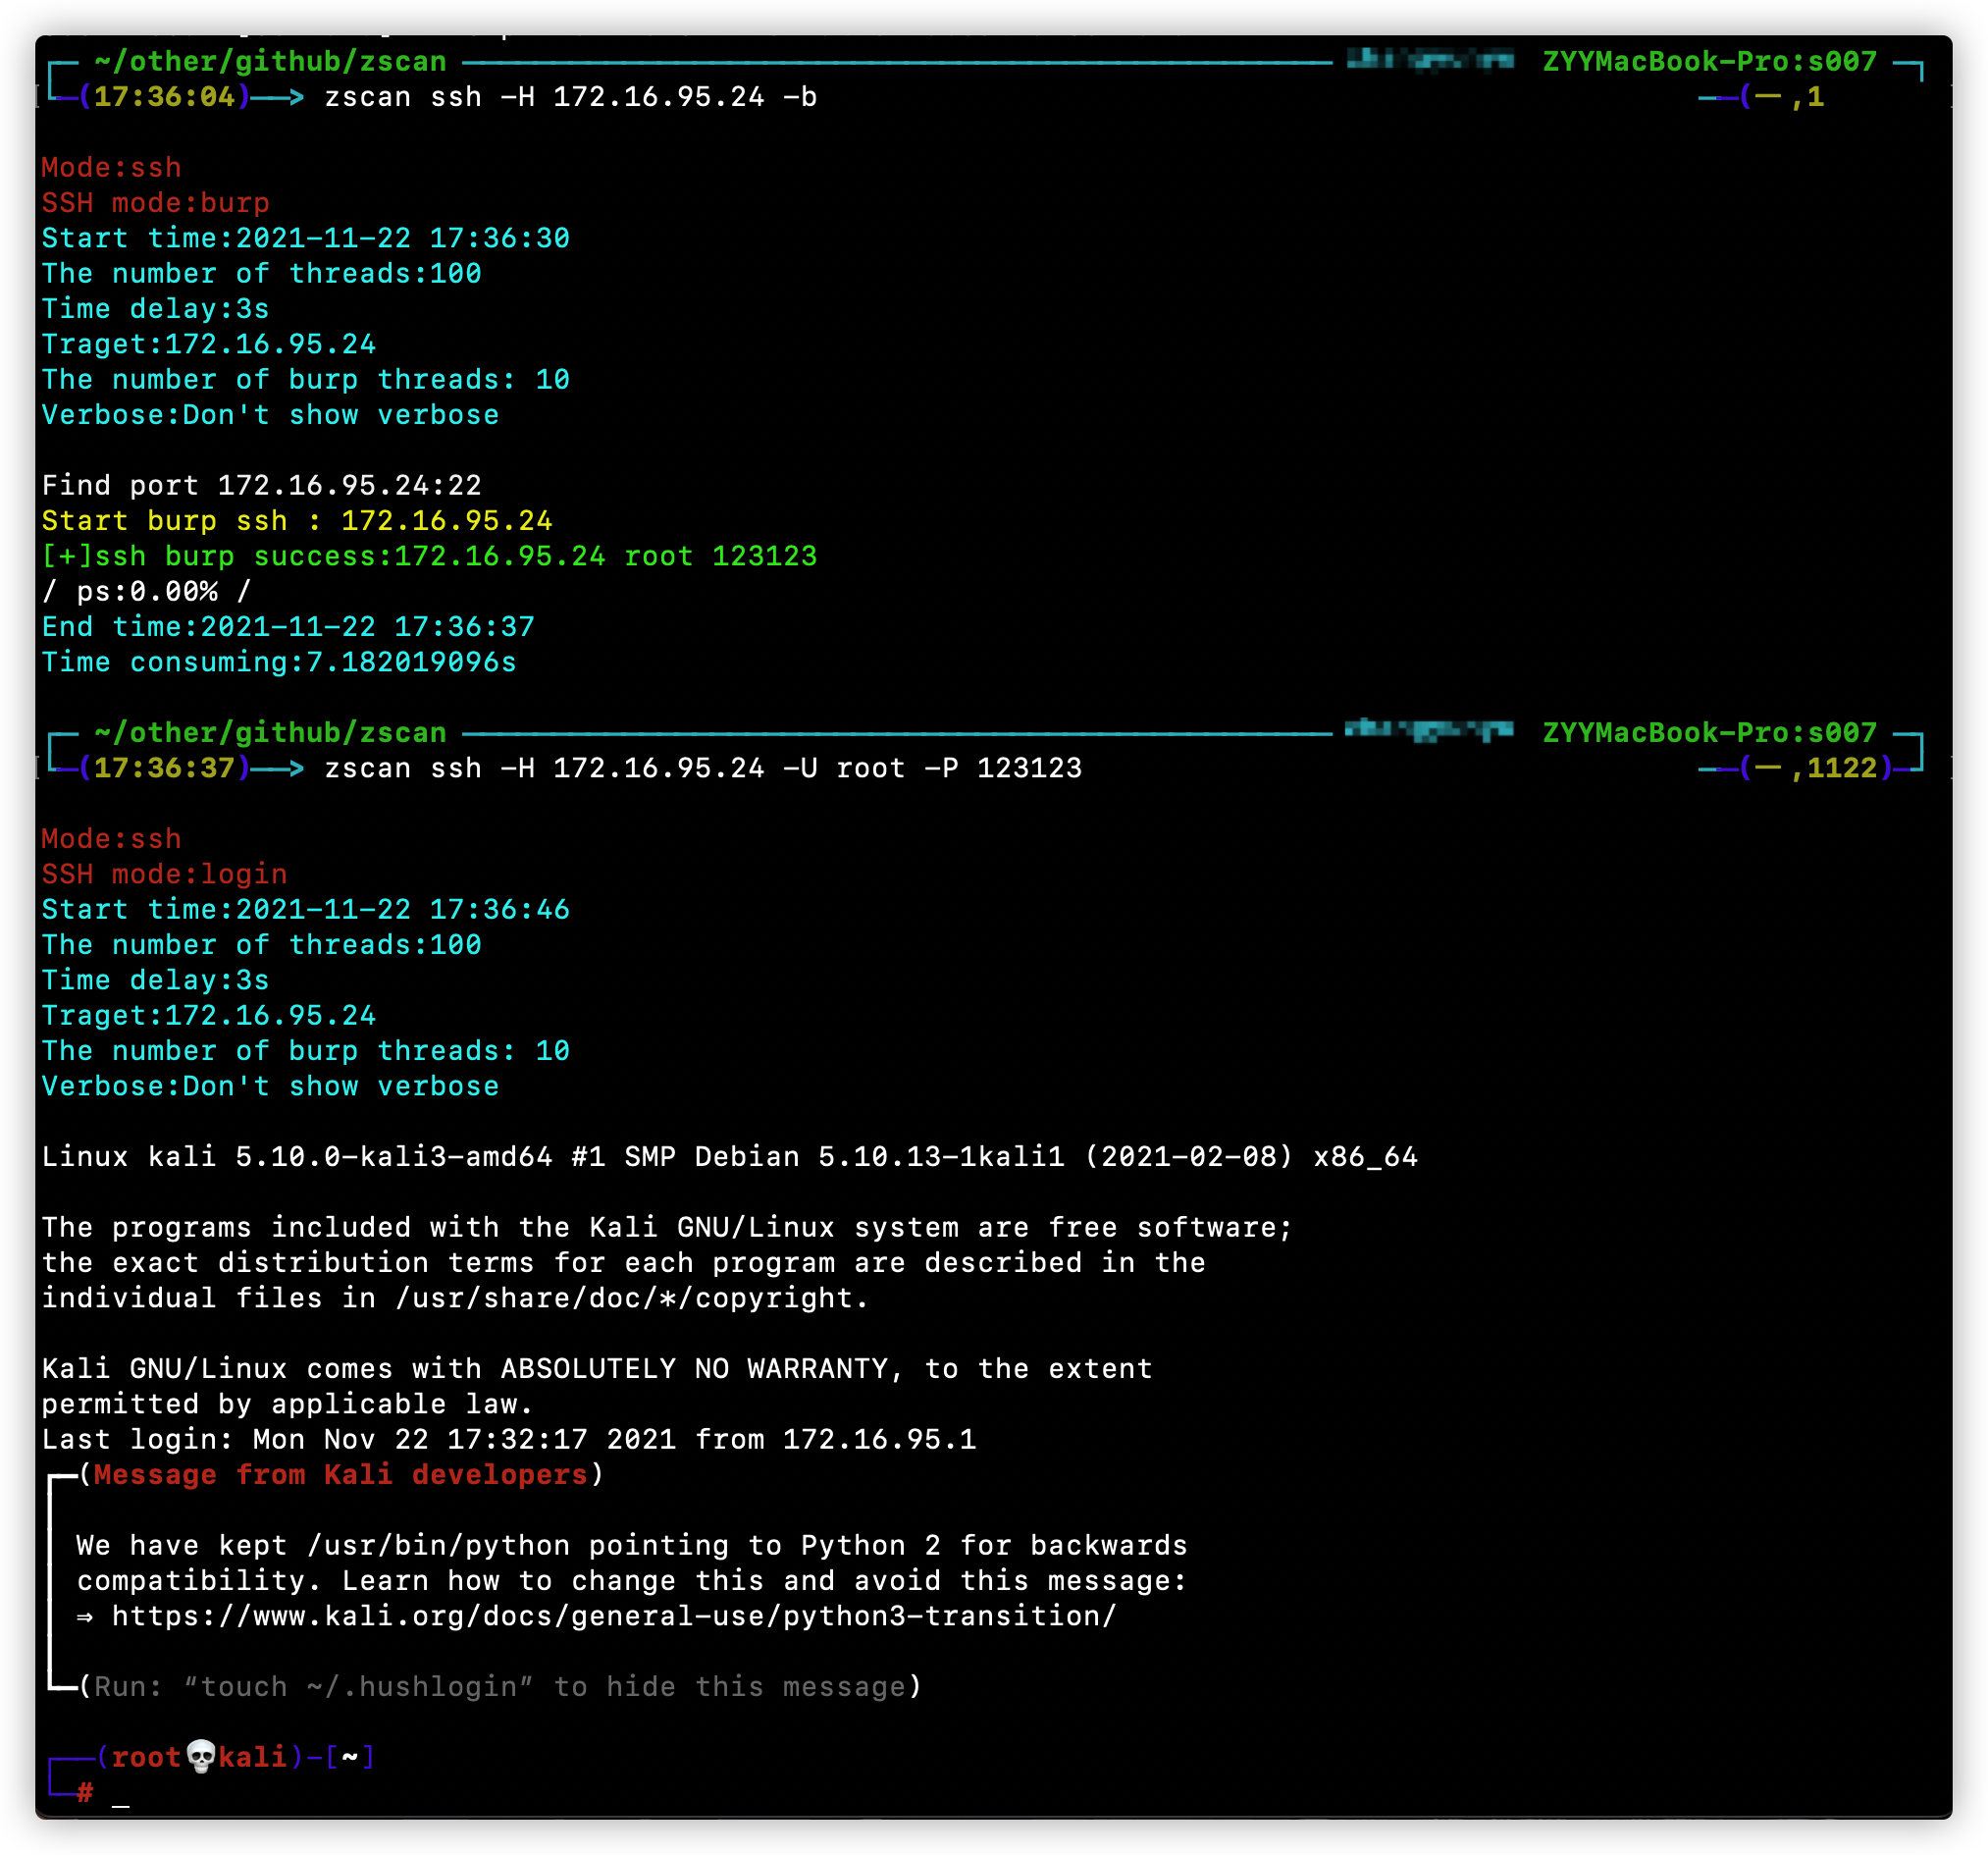 ~/other/github/zscan ZYYMacBook-Pro:s007
(17:36:04)──> zscan ssh -H 172.16.95.24 -b (一,1
Mode:ssh
SSH mode:burp
Start time:2021-11-22 17:36:30
The number of threads:100
Time delay:3s
Traget:172.16.95.24
The number of burp threads: 10
Verbose:Don't show verbose
Find port 172.16.95.24:22
Start burp ssh : 172.16.95.24
[+]ssh burp success:172.16.95.24 root 123123
/ ps:0.00% /
End time:2021-11-22 17:36:37
Time consuming:7.182019096s
~/other/github/zscan ZYYMacBook-Pro:s007
(17:36:37)──> zscan ssh -H 172.16.95.24 -U root -P 123123 (一,1122)
Mode:ssh
SSH mode:login
Start time:2021-11-22 17:36:46
The number of threads:100
Time delay:3s
Traget:172.16.95.24
The number of burp threads: 10
Verbose:Don't show verbose
Linux kali 5.10.0-kali3-amd64 #1 SMP Debian 5.10.13-1kali1 (2021-02-08) x86_64
The programs included with the Kali GNU/Linux system are free software;
the exact distribution terms for each program are described in the
individual files in /usr/share/doc/*/copyright.
Kali GNU/Linux comes with ABSOLUTELY NO WARRANTY, to the extent
permitted by applicable law.
Last login: Mon Nov 22 17:32:17 2021 from 172.16.95.1
(Message from Kali developers)
We have kept /usr/bin/python pointing to Python 2 for backwards
compatibility. Learn how to change this and avoid this message:
⇒ https://www.kali.org/docs/general-use/python3-transition/
(Run: “touch ~/.hushlogin” to hide this message)
(root💀kali)-[~]
# _